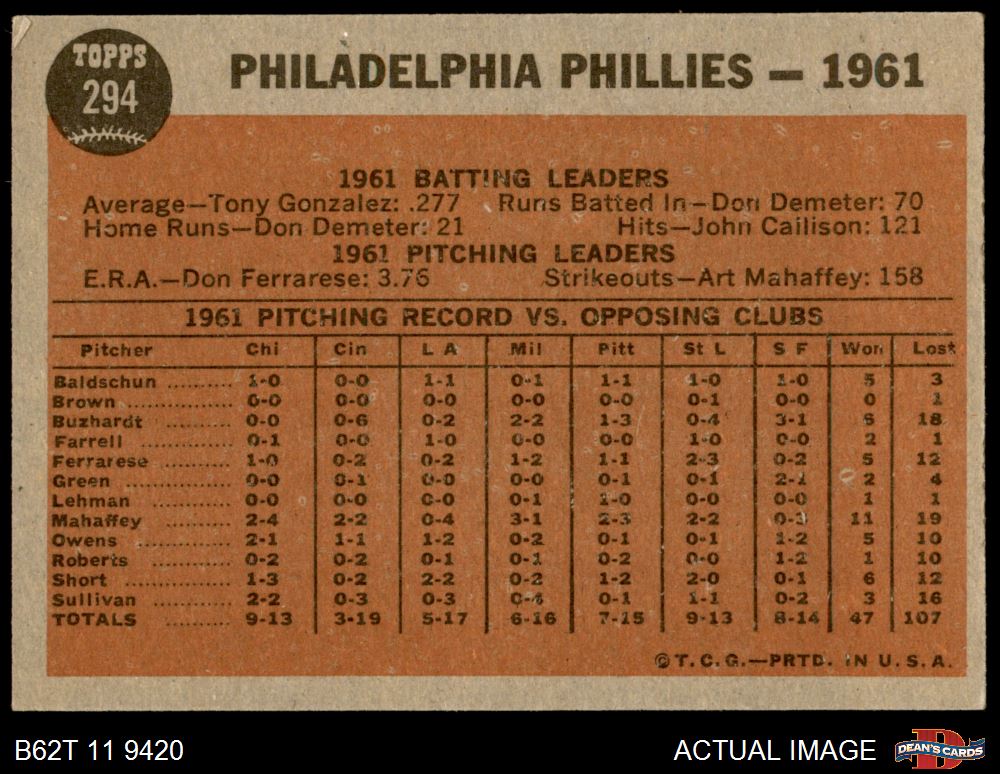 TOPPS
294
PHILADELPHIA PHILLIES — 1961
1961 BATTING LEADERS
Average—Tony Gonzalez: .277 Runs Batted In—Don Demeter: 70
Home Runs—Don Demeter: 21 Hits—John Callison: 121
1961 PITCHING LEADERS
E.R.A.—Don Ferrarese: 3.76 Strikeouts—Art Mahaffey: 158
1961 PITCHING RECORD VS. OPPOSING CLUBS
Pitcher Chi Cin L A Mil Pitt St L S F Won Lost
Baldschun .......... 1-0 0-0 1-1 0-1 1-1 1-0 1-0 5 3
Brown ................ 0-0 0-0 0-0 0-0 0-0 0-1 0-0 0 1
Buzhardt ............ 0-0 0-6 0-2 2-2 1-3 0-4 3-1 6 18
Farrell .............. 0-1 0-0 1-0 0-0 0-0 1-0 0-0 2 1
Ferrarese .......... 1-0 0-2 0-2 1-2 1-1 2-3 0-2 5 12
Green ................ 0-0 0-1 0-0 0-0 0-1 0-1 2-1 2 4
Lehman ............ 0-0 0-0 0-0 0-1 1-0 0-0 0-0 1 1
Mahaffey .......... 2-4 2-2 0-4 3-1 2-3 2-2 0-3 11 19
Owens .............. 2-1 1-1 1-2 0-2 0-1 0-1 1-2 5 10
Roberts ............ 0-2 0-2 0-1 0-1 0-2 0-0 1-2 1 10
Short ................ 1-3 0-2 2-2 0-2 1-2 2-0 0-1 6 12
Sullivan ............ 2-2 0-3 0-3 0-4 0-1 1-1 0-2 3 16
TOTALS .......... 9-13 3-19 5-17 6-16 7-15 9-13 8-14 47 107
© T.C.G.—PRTD. IN U.S.A.
B62T 11 9420 ACTUAL IMAGE
D
DEAN'S CARDS